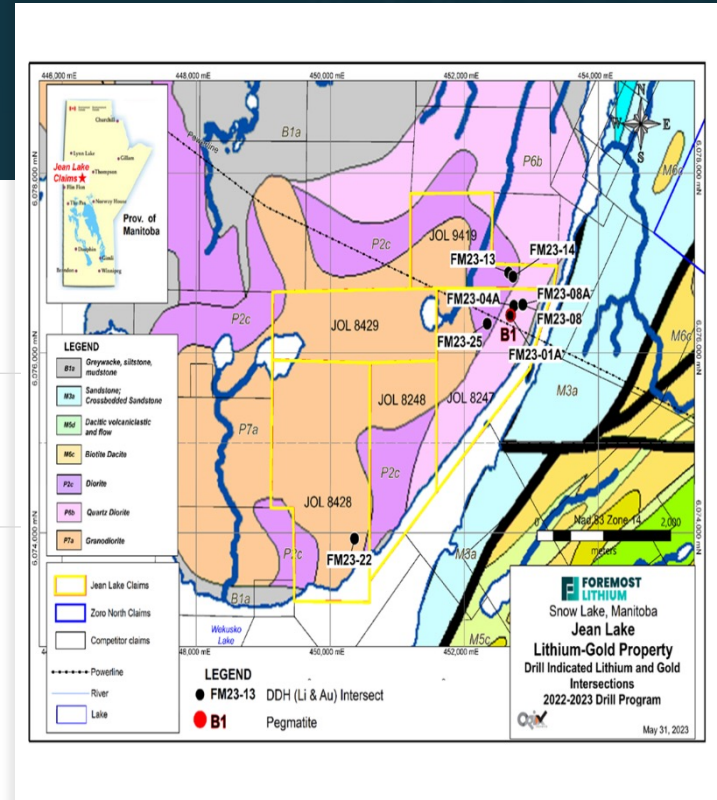 446,000 mE
448,000 mE
450,000 mE
452,000 mE
454,000 mE
N
W
E
S
6,078,000 mN
6,078,000 mN
6,076,000 mN
6,076,000 mN
6,074,000 mN
6,074,000 mN
Churchill
Lynn Lake
Gillam
Thompson
Jean Lake
Claims
Flin Flon
The Pas
Norway House
Dauphin
Gimli
Brandon
Winnipeg
Prov. of
Manitoba
Powerline
B1a
P6b
M6c
P2c
JOL 9419
FM23-13
FM23-14
FM23-04A
FM23-08A
FM23-08
FM23-25
B1
FM23-01A
P2c
JOL 8429
M6c
JOL 8248
JOL 8247
M3a
P7a
P2c
JOL 8428
P2c
FM23-22
M3a
B1a
M5c
Wekusko
Lake
Nad 83 Zone 14
0
2,000
meters
LEGEND
B1a Greywacke, siltstone,
mudstone
M3a Sandstone;
Crossbedded Sandstone
M5d Dacitic volcaniclastic
and flow
M6c Biotite Dacite
P2c Diorite
P6b Quartz Diorite
P7a Granodiorite
Jean Lake Claims
Zoro North Claims
Competitor claims
Powerline
River
Lake
448,000 mE
450,000 mE
452,000 mE
LEGEND
FM23-13 DDH (Li & Au) Intersect
B1 Pegmatite
FOREMOST
LITHIUM
Snow Lake, Manitoba
Jean Lake
Lithium-Gold Property
Drill Indicated Lithium and Gold
Intersections
2022-2023 Drill Program
May 31, 2023